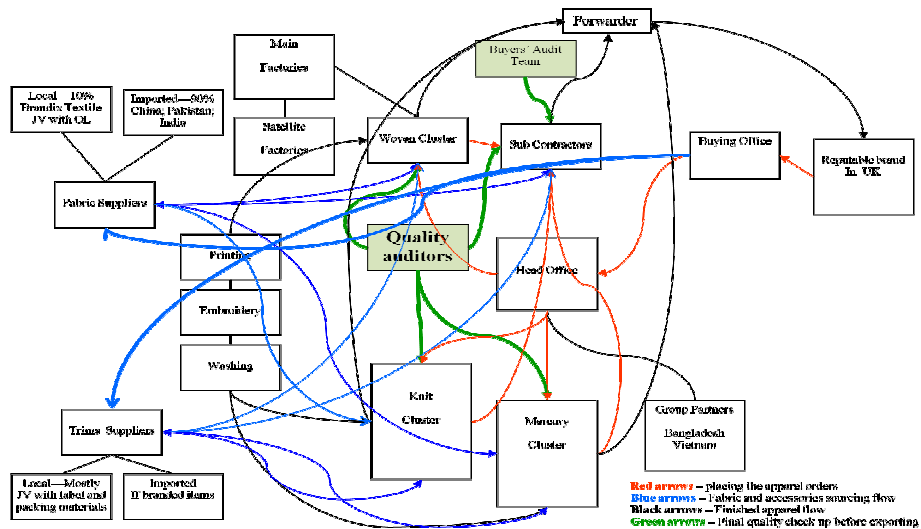 Forwarder
Main
Factories
Buyers' Audit
Team
Local—10%
Brandix Textile
JV with OL
Imported—90%
China; Pakistan;
India
Satellite
Factories
Woven Cluster
Sub Contractors
Buying Office
Reputable brand
In UK
Fabric Suppliers
Quality
auditors
Printing
Head Office
Embroidery
Washing
Knit
Cluster
Mercury
Cluster
Group Partners
Bangladesh
Vietnam
Trims Suppliers
Local—Mostly
JV with label and
packing materials
Imported
If branded items
Red arrows – placing the apparel orders
Blue arrows – Fabric and accessories sourcing flow
Black arrows – Finished apparel flow
Green arrows – Final quality check up before exporting